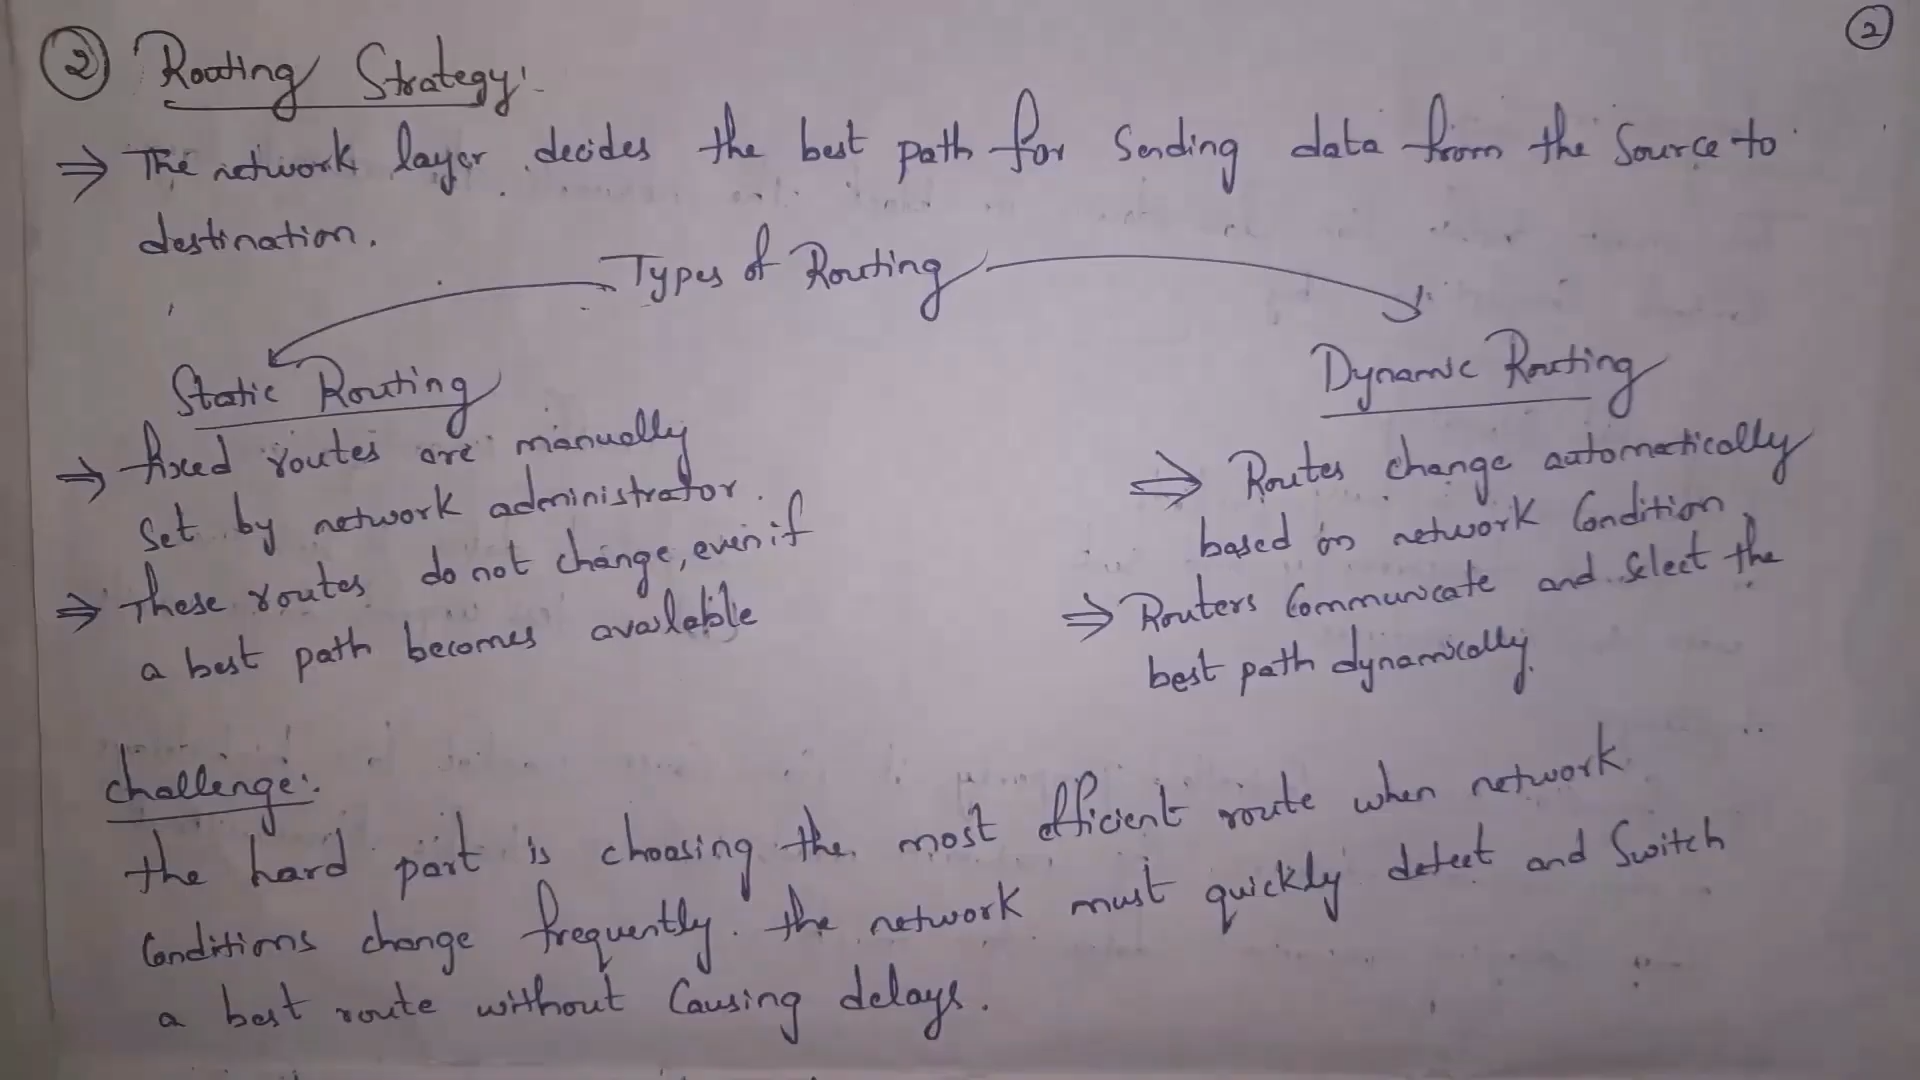 2
② Routing Strategy:
⇒ The network layer decides the best path for Sending data from the Source to
destination.
Types of Routing
Static Routing
⇒ fixed routes are manually
Set by network administrator.
⇒ These routes do not change, even if
a best path becomes available
Dynamic Routing
⇒ Routes change automatically
based on network Condition.
⇒ Routers Communicate and Select the
best path dynamically.
challenge:
the hard part is choosing the most efficient route when network
Conditions change frequently. the network must quickly detect and Switch
a best route without Causing delays.